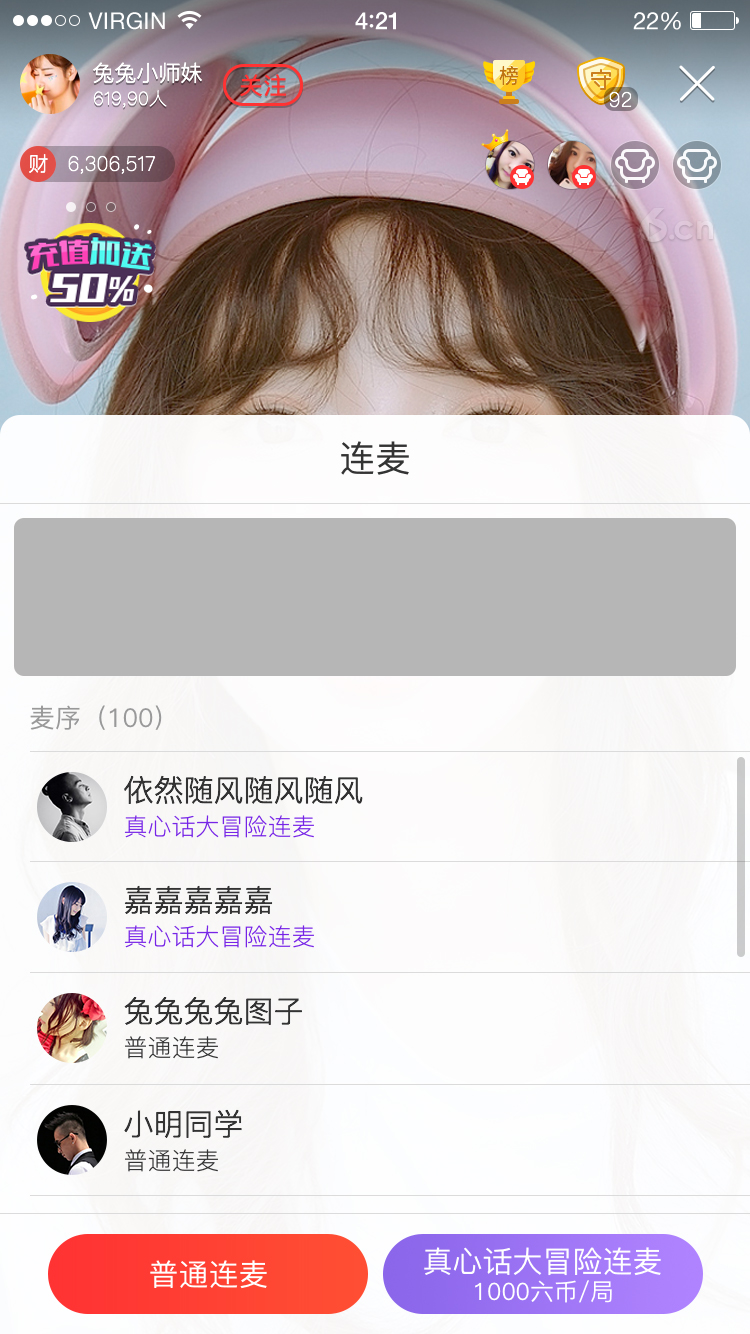 VIRGIN
4:21
22%
兔兔小师妹
619,90人
关注
榜
守
92
财 6,306,517
6.cn
充值加送
50%
连麦
麦序（100）
依然随风随风随风
真心话大冒险连麦
嘉嘉嘉嘉嘉
真心话大冒险连麦
兔兔兔兔图子
普通连麦
小明同学
普通连麦
普通连麦
真心话大冒险连麦
1000六币/局